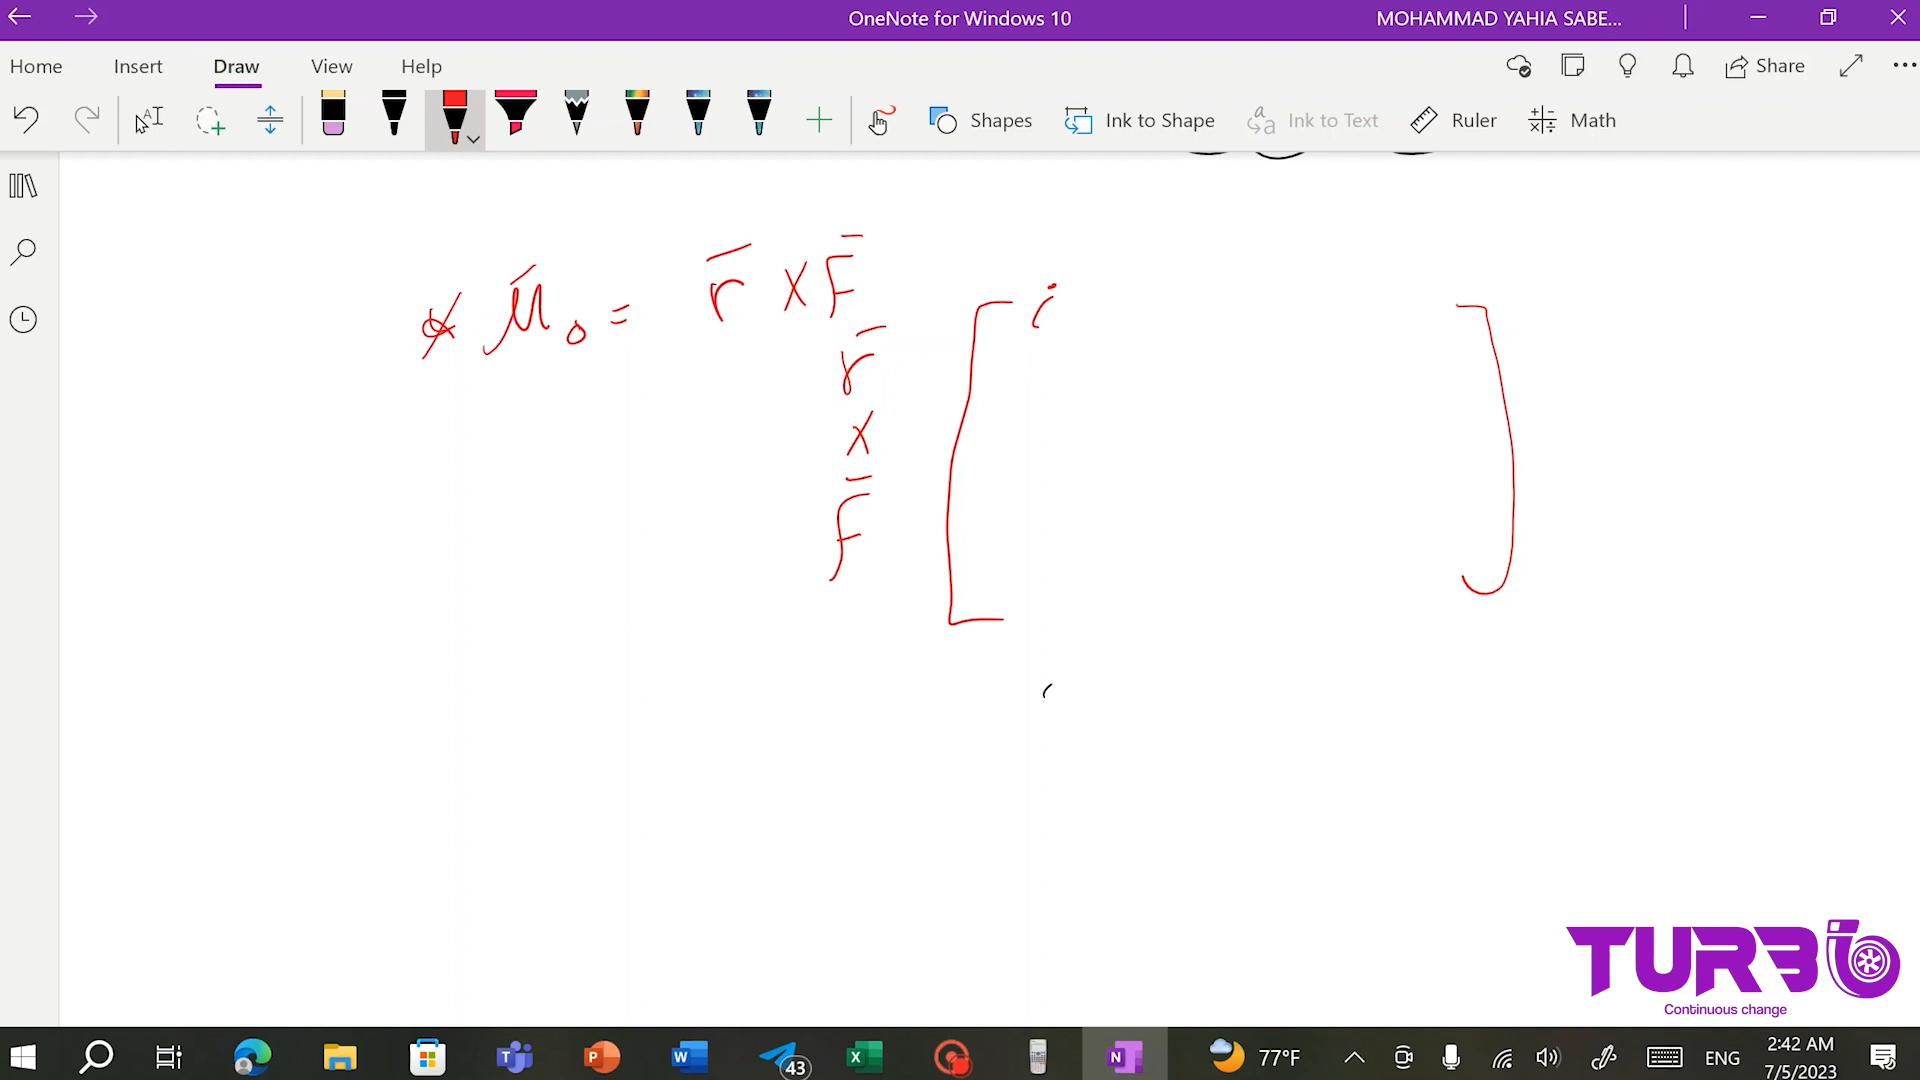 OneNote for Windows 10
MOHAMMAD YAHIA SABE...
Home Insert Draw View Help
Share
Shapes Ink to Shape Ink to Text Ruler Math
* M̄o = r̄ x F̄
r̄
x
F̄
i
TURBO
Continuous change
43
77°F
ENG
2:42 AM
7/5/2023